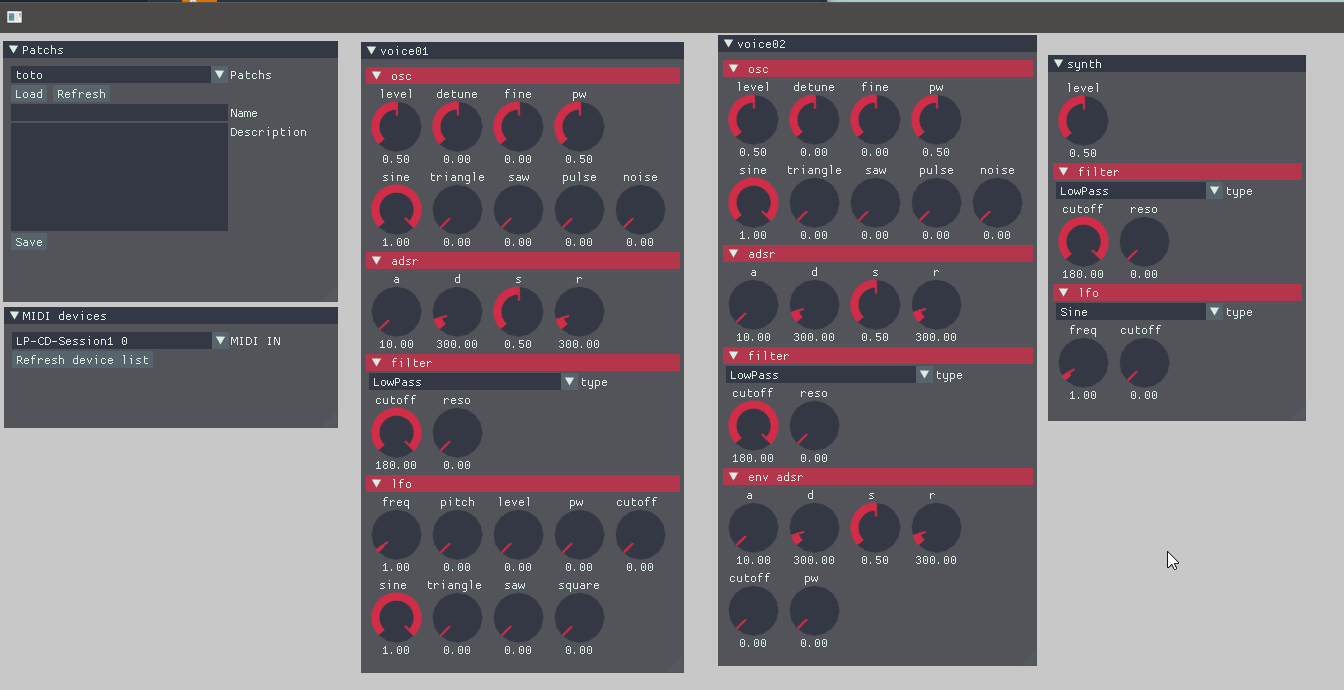 Patchs
toto Patchs
Load Refresh
Name
Description
Save
MIDI devices
LP-CD-Session1 0 MIDI IN
Refresh device list
voice01
osc
level detune fine pw
0.50 0.00 0.00 0.50
sine triangle saw pulse noise
1.00 0.00 0.00 0.00 0.00
adsr
a d s r
10.00 300.00 0.50 300.00
filter
LowPass type
cutoff reso
180.00 0.00
lfo
freq pitch level pw cutoff
1.00 0.00 0.00 0.00 0.00
sine triangle saw square
1.00 0.00 0.00 0.00
voice02
osc
level detune fine pw
0.50 0.00 0.00 0.50
sine triangle saw pulse noise
1.00 0.00 0.00 0.00 0.00
adsr
a d s r
10.00 300.00 0.50 300.00
filter
LowPass type
cutoff reso
180.00 0.00
env adsr
a d s r
10.00 300.00 0.50 300.00
cutoff pw
0.00 0.00
synth
level
0.50
filter
LowPass type
cutoff reso
180.00 0.00
lfo
Sine type
freq cutoff
1.00 0.00